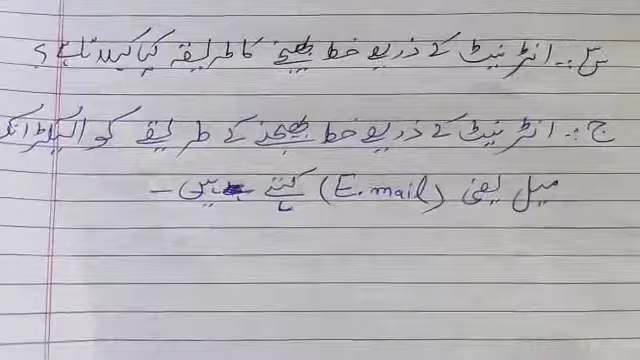 س:۔ انٹرنیٹ کے ذریعے خط بھیجنے کا طریقہ کیا کہلاتا ہے؟
ج:۔ انٹرنیٹ کے ذریعے خط بھیجنے کے طریقے کو الیکٹرانک
میل یعنی (E.mail) کہتے ہیں۔